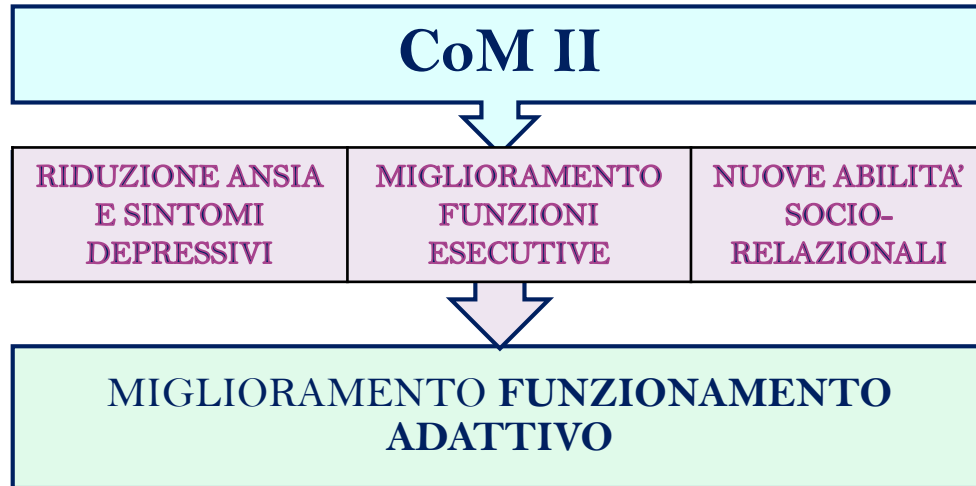 CoM II
RIDUZIONE ANSIA
E SINTOMI
DEPRESSIVI
MIGLIORAMENTO
FUNZIONI
ESECUTIVE
NUOVE ABILITA'
SOCIO-
RELAZIONALI
MIGLIORAMENTO FUNZIONAMENTO
ADATTIVO